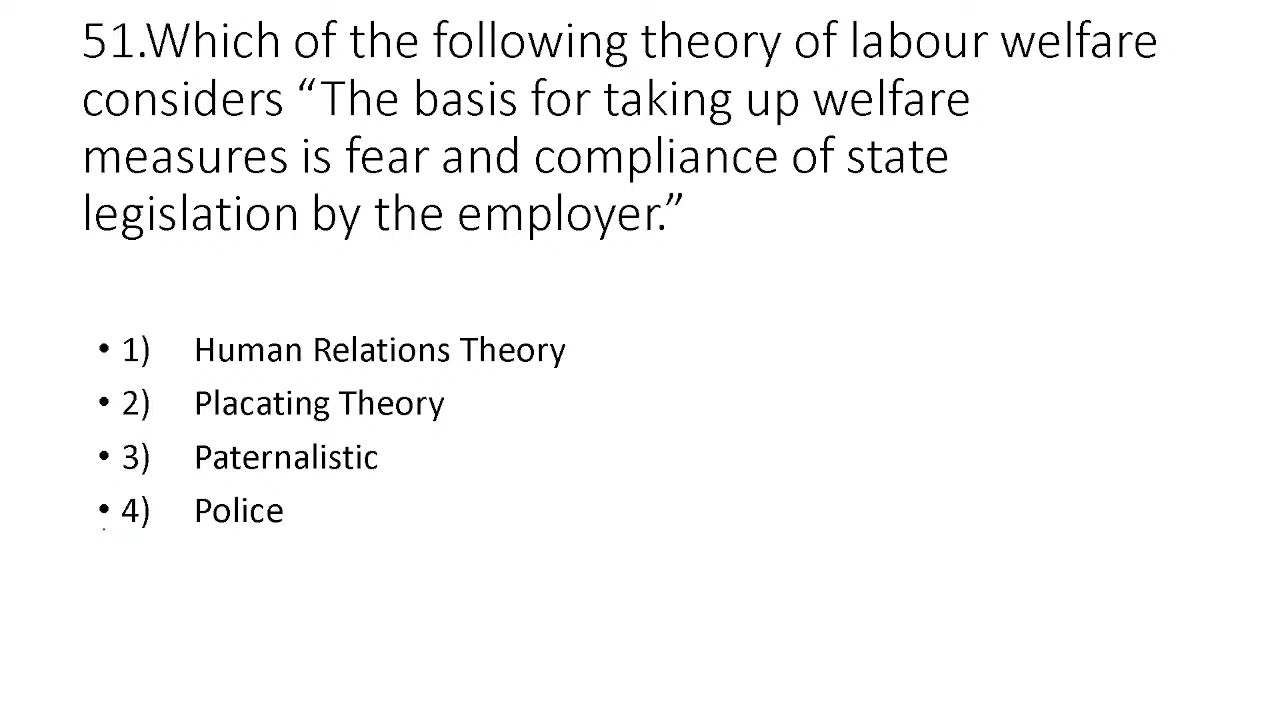 51.Which of the following theory of labour welfare
considers “The basis for taking up welfare
measures is fear and compliance of state
legislation by the employer.”
• 1) Human Relations Theory
• 2) Placating Theory
• 3) Paternalistic
• 4) Police